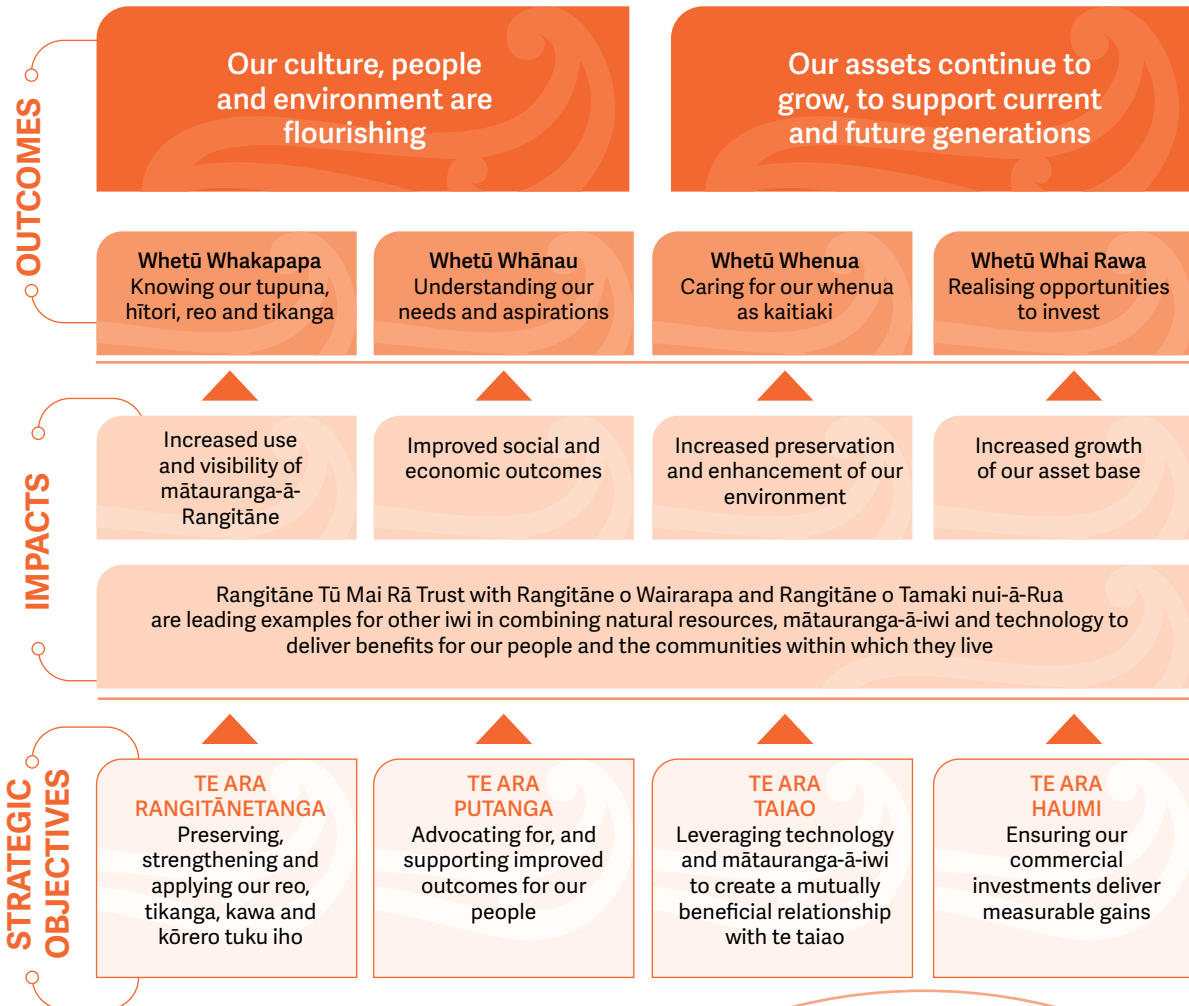 OUTCOMES
Our culture, people
and environment are
flourishing
Our assets continue to
grow, to support current
and future generations
Whetū Whakapapa
Knowing our tupuna,
hītori, reo and tikanga
Whetū Whānau
Understanding our
needs and aspirations
Whetū Whenua
Caring for our whenua
as kaitiaki
Whetū Whai Rawa
Realising opportunities
to invest
IMPACTS
Increased use
and visibility of
mātauranga-ā-
Rangitāne
Improved social and
economic outcomes
Increased preservation
and enhancement of our
environment
Increased growth
of our asset base
Rangitāne Tū Mai Rā Trust with Rangitāne o Wairarapa and Rangitāne o Tamaki nui-ā-Rua
are leading examples for other iwi in combining natural resources, mātauranga-ā-iwi and technology to
deliver benefits for our people and the communities within which they live
STRATEGIC
OBJECTIVES
TE ARA
RANGITĀNETANGA
Preserving,
strengthening and
applying our reo,
tikanga, kawa and
kōrero tuku iho
TE ARA
PUTANGA
Advocating for, and
supporting improved
outcomes for our
people
TE ARA
TAIAO
Leveraging technology
and mātauranga-ā-iwi
to create a mutually
beneficial relationship
with te taiao
TE ARA
HAUMI
Ensuring our
commercial
investments deliver
measurable gains